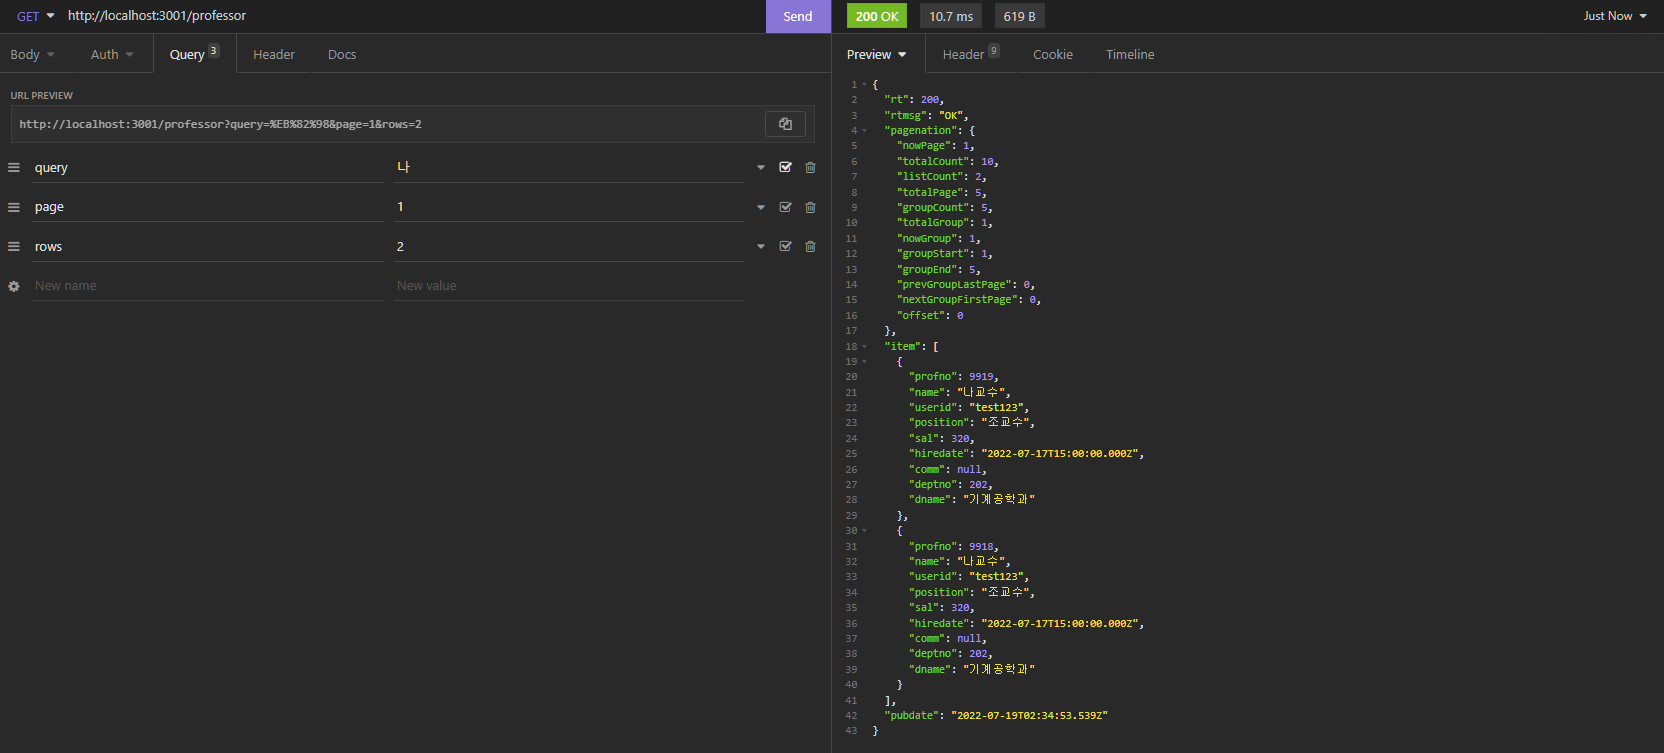 GET http://localhost:3001/professor Send
Body Auth Query 3 Header Docs
URL PREVIEW
http://localhost:3001/professor?query=%EB%82%98&page=1&rows=2
query 나
page 1
rows 2
New name New value
200 OK 10.7 ms 619 B Just Now
Preview Header 9 Cookie Timeline
1 {
2 "rt": 200,
3 "rtmsg": "OK",
4 "pagenation": {
5 "nowPage": 1,
6 "totalCount": 10,
7 "listCount": 2,
8 "totalPage": 5,
9 "groupCount": 5,
10 "totalGroup": 1,
11 "nowGroup": 1,
12 "groupStart": 1,
13 "groupEnd": 5,
14 "prevGroupLastPage": 0,
15 "nextGroupFirstPage": 0,
16 "offset": 0
17 },
18 "item": [
19 {
20 "profno": 9919,
21 "name": "나교수",
22 "userid": "test123",
23 "position": "조교수",
24 "sal": 320,
25 "hiredate": "2022-07-17T15:00:00.000Z",
26 "comm": null,
27 "deptno": 202,
28 "dname": "기계공학과"
29 },
30 {
31 "profno": 9918,
32 "name": "나교수",
33 "userid": "test123",
34 "position": "조교수",
35 "sal": 320,
36 "hiredate": "2022-07-17T15:00:00.000Z",
37 "comm": null,
38 "deptno": 202,
39 "dname": "기계공학과"
40 }
41 ],
42 "pubdate": "2022-07-19T02:34:53.539Z"
43 }